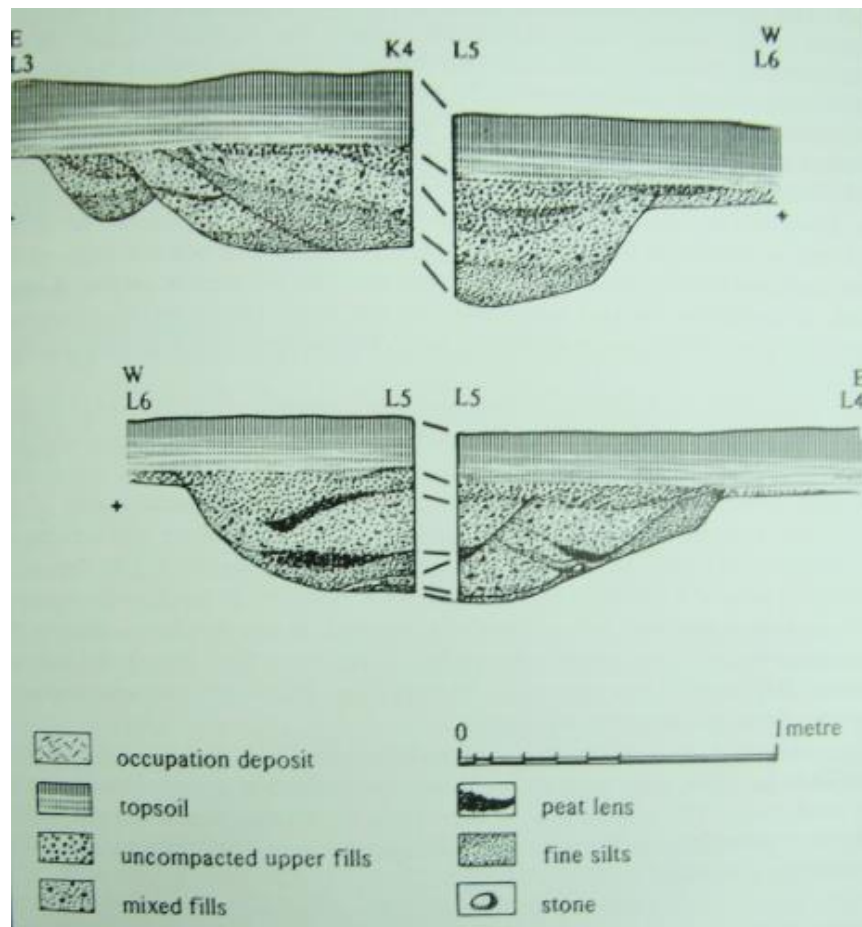 E K4 L5 W
L3 L6
W E
L6 L5 L5 L4
0 1 metre
occupation deposit
topsoil peat lens
uncompacted upper fills fine silts
mixed fills stone